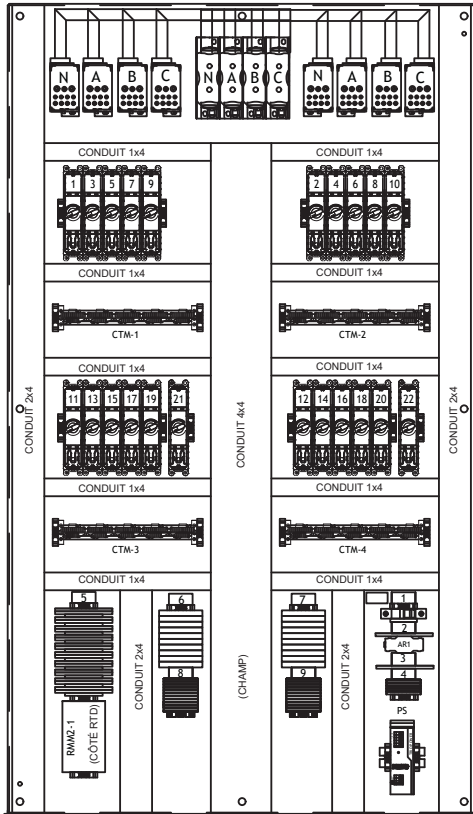 N A B C N A B C N A B C
CONDUIT 1x4 CONDUIT 1x4
1 3 5 7 9 2 4 6 8 10
CONDUIT 1x4 CONDUIT 1x4
CTM-1 CTM-2
CONDUIT 1x4 CONDUIT 1x4
CONDUIT 2x4 CONDUIT 4x4 CONDUIT 2x4
11 13 15 17 19 21 12 14 16 18 20 22
CONDUIT 1x4 CONDUIT 1x4
CTM-3 CTM-4
CONDUIT 1x4 CONDUIT 1x4
5 6 7 1
2
AR1
3
8 9 4
CONDUIT 2x4 (CHAMP) CONDUIT 2x4
PS
RMM2-1
(CÔTÉ RTD)